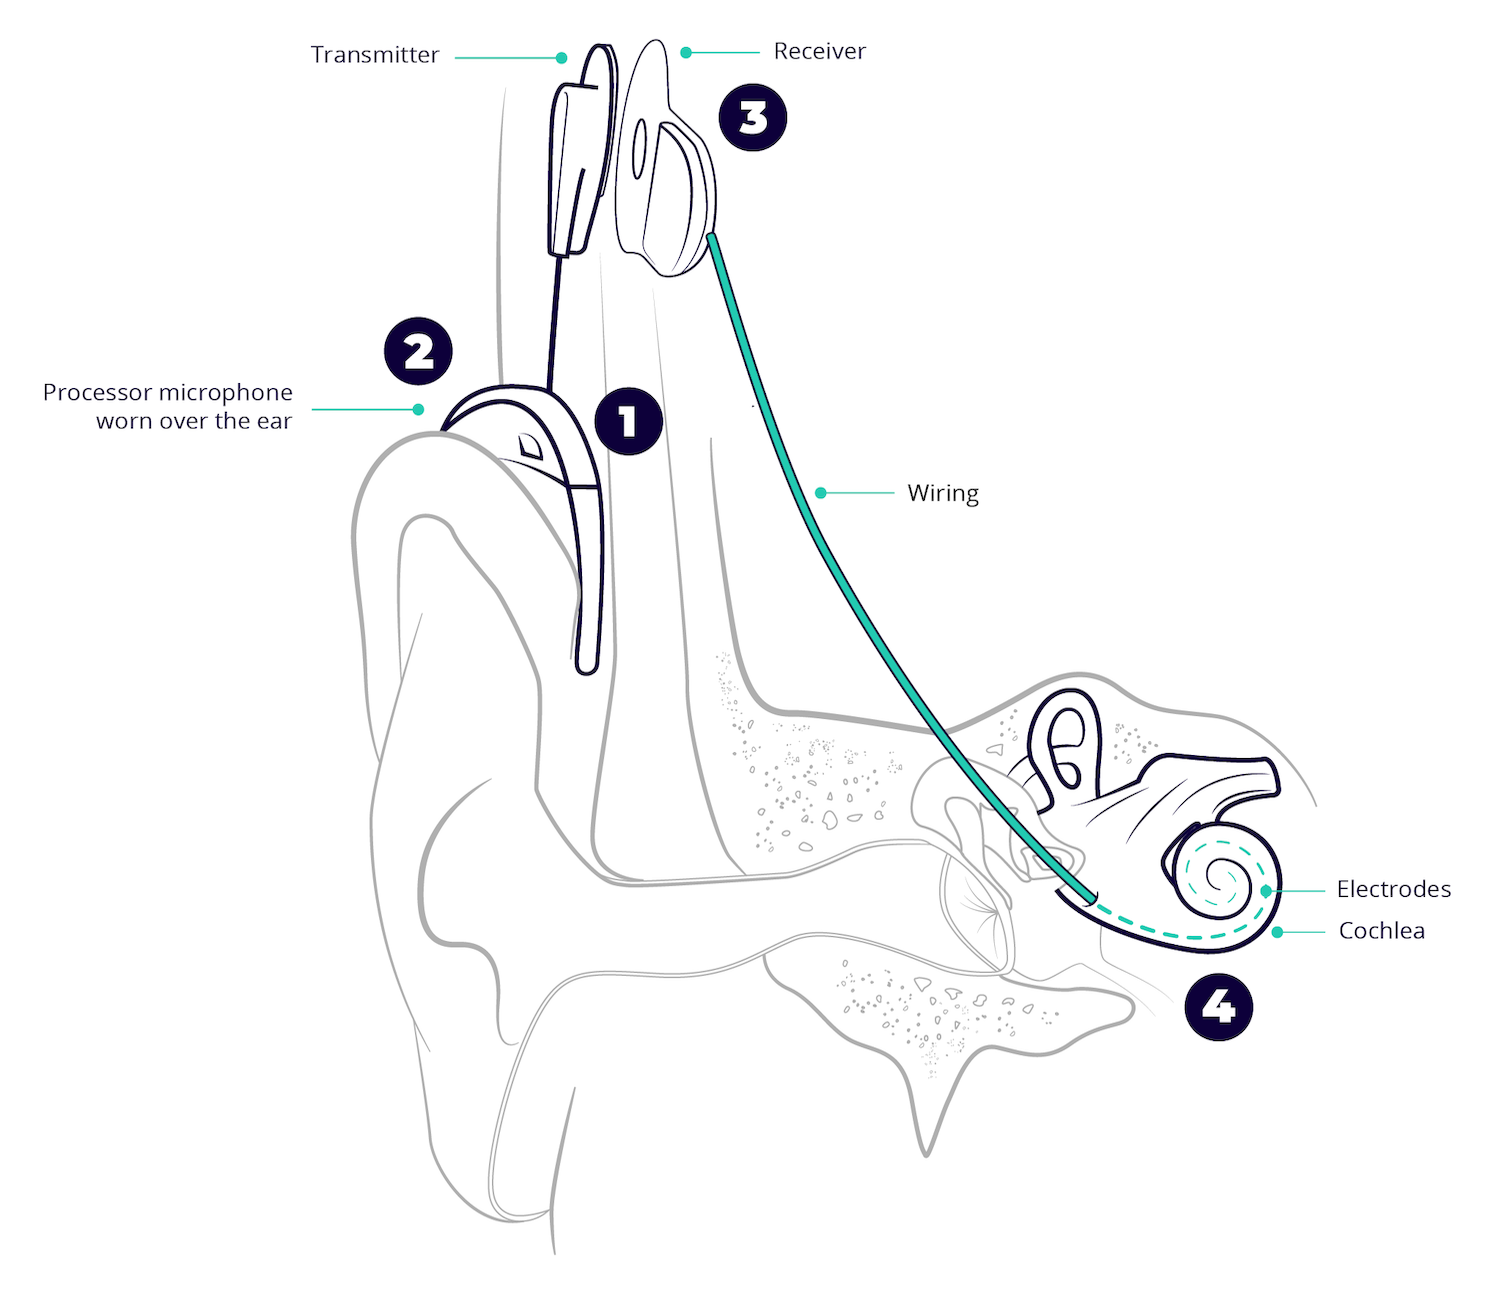 Transmitter
Receiver
3
2
Processor microphone
worn over the ear
1
Wiring
Electrodes
Cochlea
4